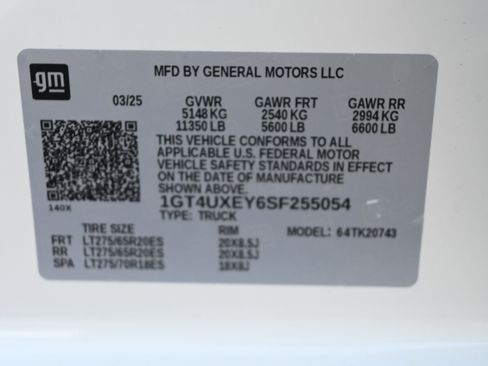 gm
MFD BY GENERAL MOTORS LLC
03/25 GVWR GAWR FRT GAWR RR
5148 KG 2540 KG 2994 KG
11350 LB 5600 LB 6600 LB
THIS VEHICLE CONFORMS TO ALL
APPLICABLE U.S. FEDERAL MOTOR
VEHICLE SAFETY STANDARDS IN EFFECT
ON THE DATE OF MANUFACTURE
SHOWN ABOVE.
140X 1GT4UXEY6SF255054
TYPE: TRUCK
TIRE SIZE RIM MODEL: 64TK20743
FRT LT275/65R20ES 20X8.5J
RR LT275/65R20ES 20X8.5J
SPA LT275/70R18ES 18X8J